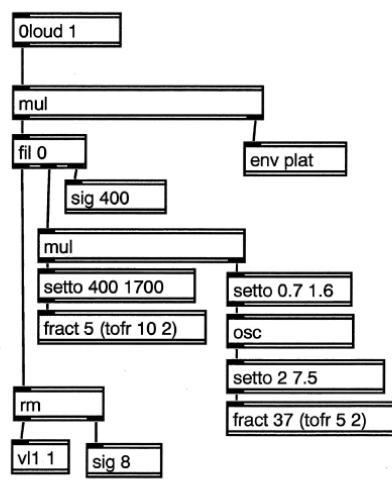 0loud 1
mul
fil 0
env plat
sig 400
mul
setto 400 1700
setto 0.7 1.6
fract 5 (tofr 10 2)
osc
setto 2 7.5
rm
fract 37 (tofr 5 2)
vl1 1
sig 8